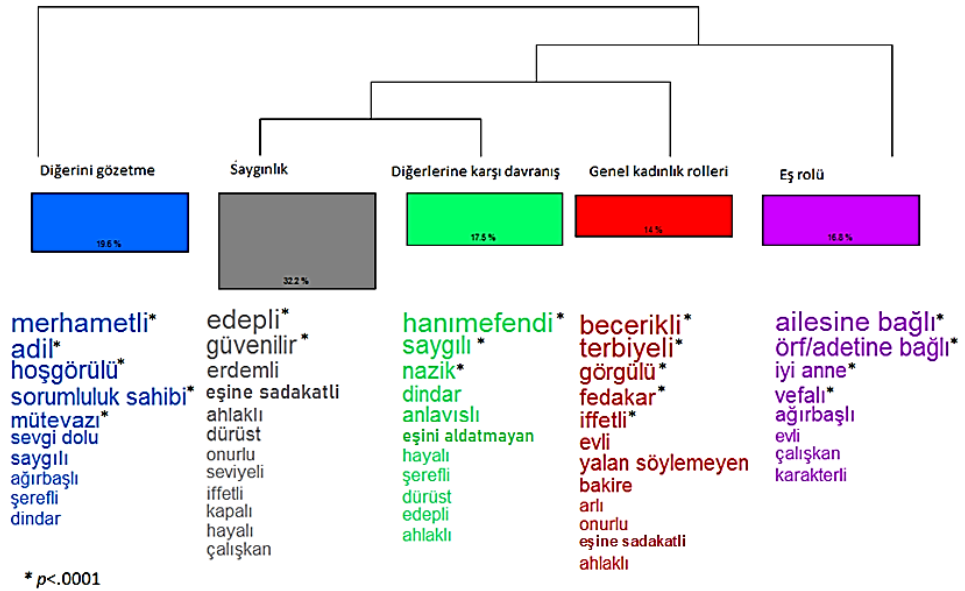 Diğerini gözetme
Saygınlık
Diğerlerine karşı davranış
Genel kadınlık rolleri
Eş rolü
19.6 %
32.2 %
17.5 %
14 %
16.8 %
merhametli*
adil*
hoşgörülü*
sorumluluk sahibi*
mütevazı*
sevgi dolu
saygılı
ağırbaşlı
şerefli
dindar
edepli*
güvenilir*
erdemli
eşine sadakatli
ahlaklı
dürüst
onurlu
seviyeli
iffetli
kapalı
hayalı
çalışkan
hanımefendi*
saygılı*
nazik*
dindar
anlavıslı
eşini aldatmayan
hayalı
şerefli
dürüst
edepli
ahlaklı
becerikli*
terbiyeli*
görgülü*
fedakar*
iffetli*
evli
yalan söylemeyen
bakire
arlı
onurlu
eşine sadakatli
ahlaklı
ailesine bağlı*
örf/adetine bağlı*
iyi anne*
vefalı*
ağırbaşlı
evli
çalışkan
karakterli
* p<.0001